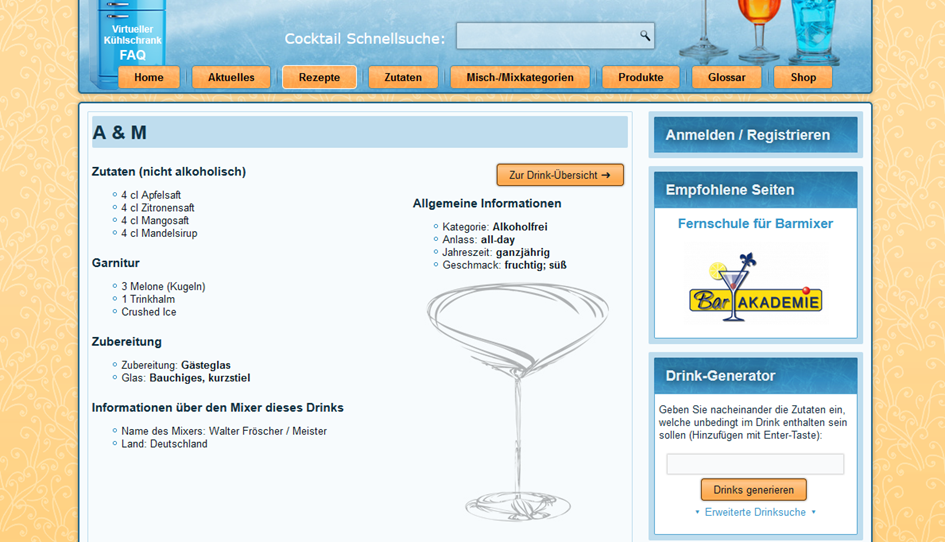 Virtueller
Kühlschrank
FAQ
Cocktail Schnellsuche:
Home
Aktuelles
Rezepte
Zutaten
Misch-/Mixkategorien
Produkte
Glossar
Shop
A & M
Zutaten (nicht alkoholisch)
4 cl Apfelsaft
4 cl Zitronensaft
4 cl Mangosaft
4 cl Mandelsirup
Garnitur
3 Melone (Kugeln)
1 Trinkhalm
Crushed Ice
Zubereitung
Zubereitung: Gästeglas
Glas: Bauchiges, kurzstiel
Informationen über den Mixer dieses Drinks
Name des Mixers: Walter Fröscher / Meister
Land: Deutschland
Zur Drink-Übersicht ➜
Allgemeine Informationen
Kategorie: Alkoholfrei
Anlass: all-day
Jahreszeit: ganzjährig
Geschmack: fruchtig; süß
Anmelden / Registrieren
Empfohlene Seiten
Fernschule für Barmixer
Bar AKADEMIE
Drink-Generator
Geben Sie nacheinander die Zutaten ein,
welche unbedingt im Drink enthalten sein
sollen (Hinzufügen mit Enter-Taste):
Drinks generieren
Erweiterte Drinksuche